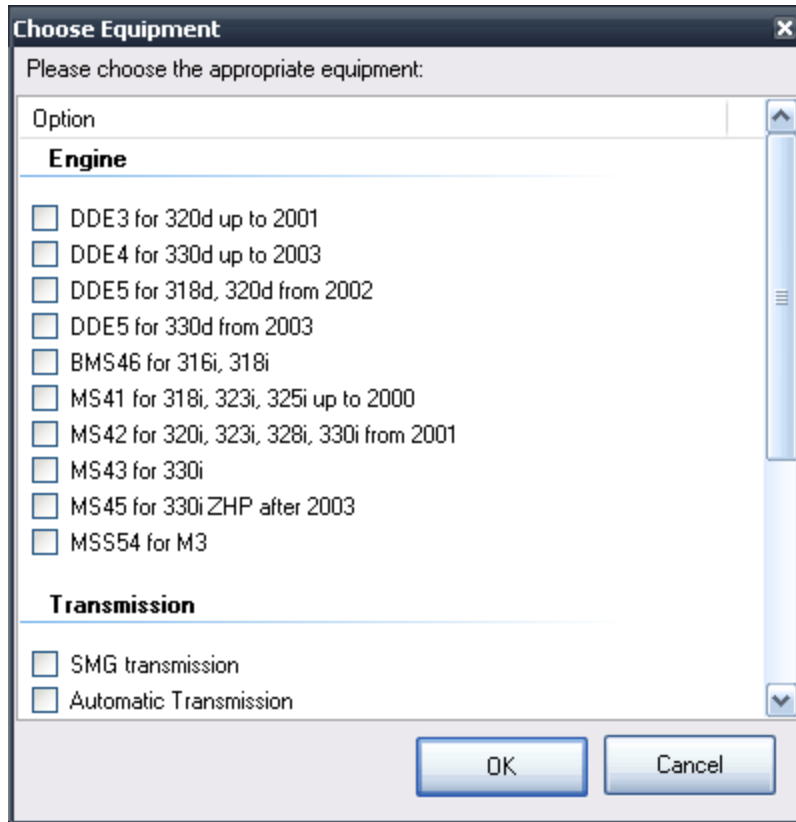 Choose Equipment
Please choose the appropriate equipment:
Option
Engine
DDE3 for 320d up to 2001
DDE4 for 330d up to 2003
DDE5 for 318d, 320d from 2002
DDE5 for 330d from 2003
BMS46 for 316i, 318i
MS41 for 318i, 323i, 325i up to 2000
MS42 for 320i, 323i, 328i, 330i from 2001
MS43 for 330i
MS45 for 330i ZHP after 2003
MSS54 for M3
Transmission
SMG transmission
Automatic Transmission
OK Cancel